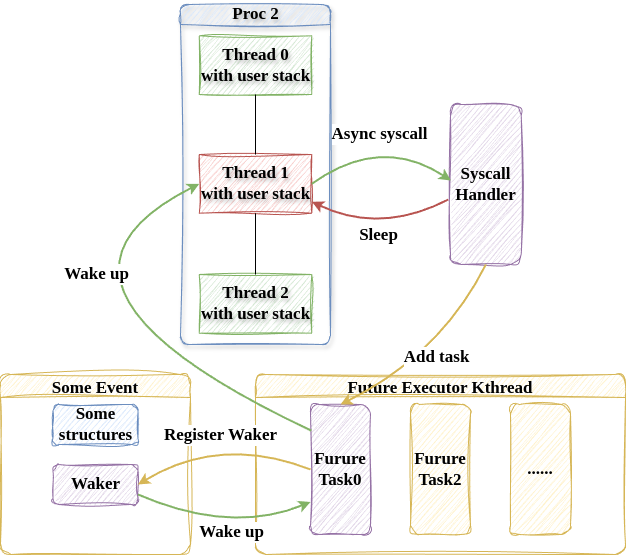 Proc 2
Thread 0
with user stack
Async syscall
Thread 1
with user stack
Syscall
Handler
Sleep
Wake up
Thread 2
with user stack
Add task
Some Event
Future Executor Kthread
Some
structures
Register Waker
Furure
Task0
Furure
Task2
......
Waker
Wake up